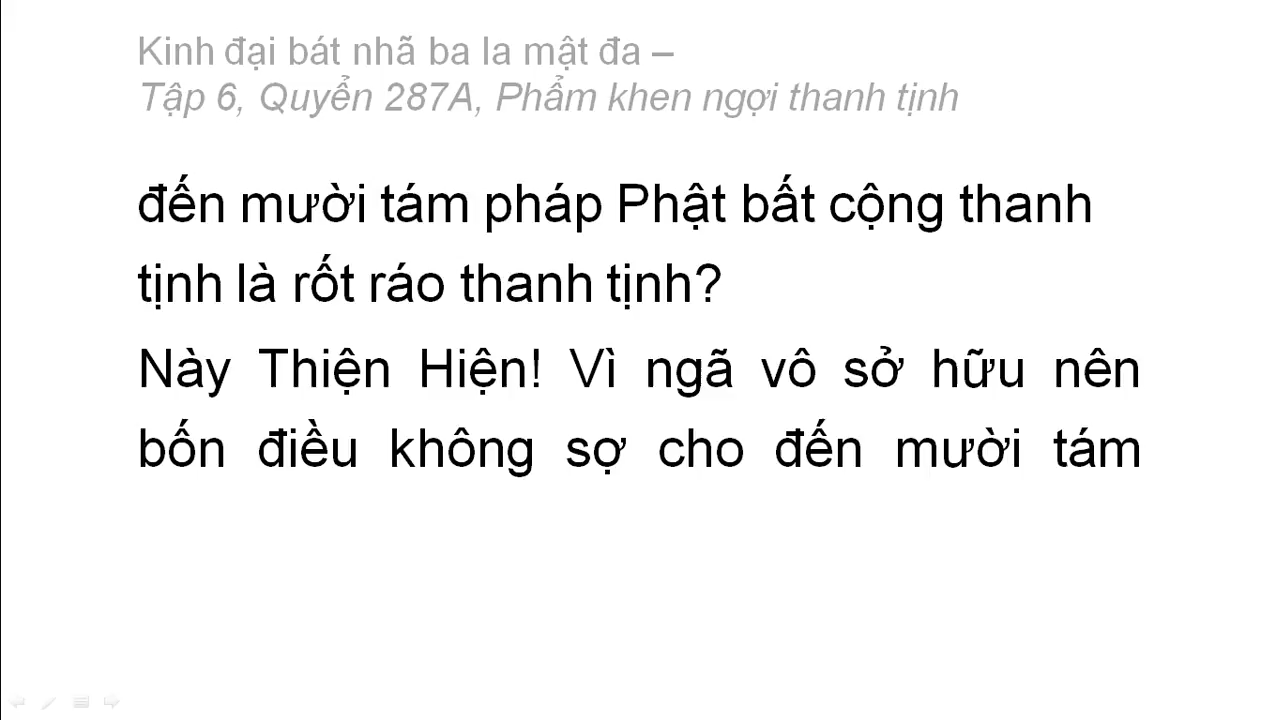 Kinh đại bát nhã ba la mật đa –
Tập 6, Quyển 287A, Phẩm khen ngợi thanh tịnh
đến mười tám pháp Phật bất cộng thanh
tịnh là rốt ráo thanh tịnh?
Này Thiện Hiện! Vì ngã vô sở hữu nên
bốn điều không sợ cho đến mười tám